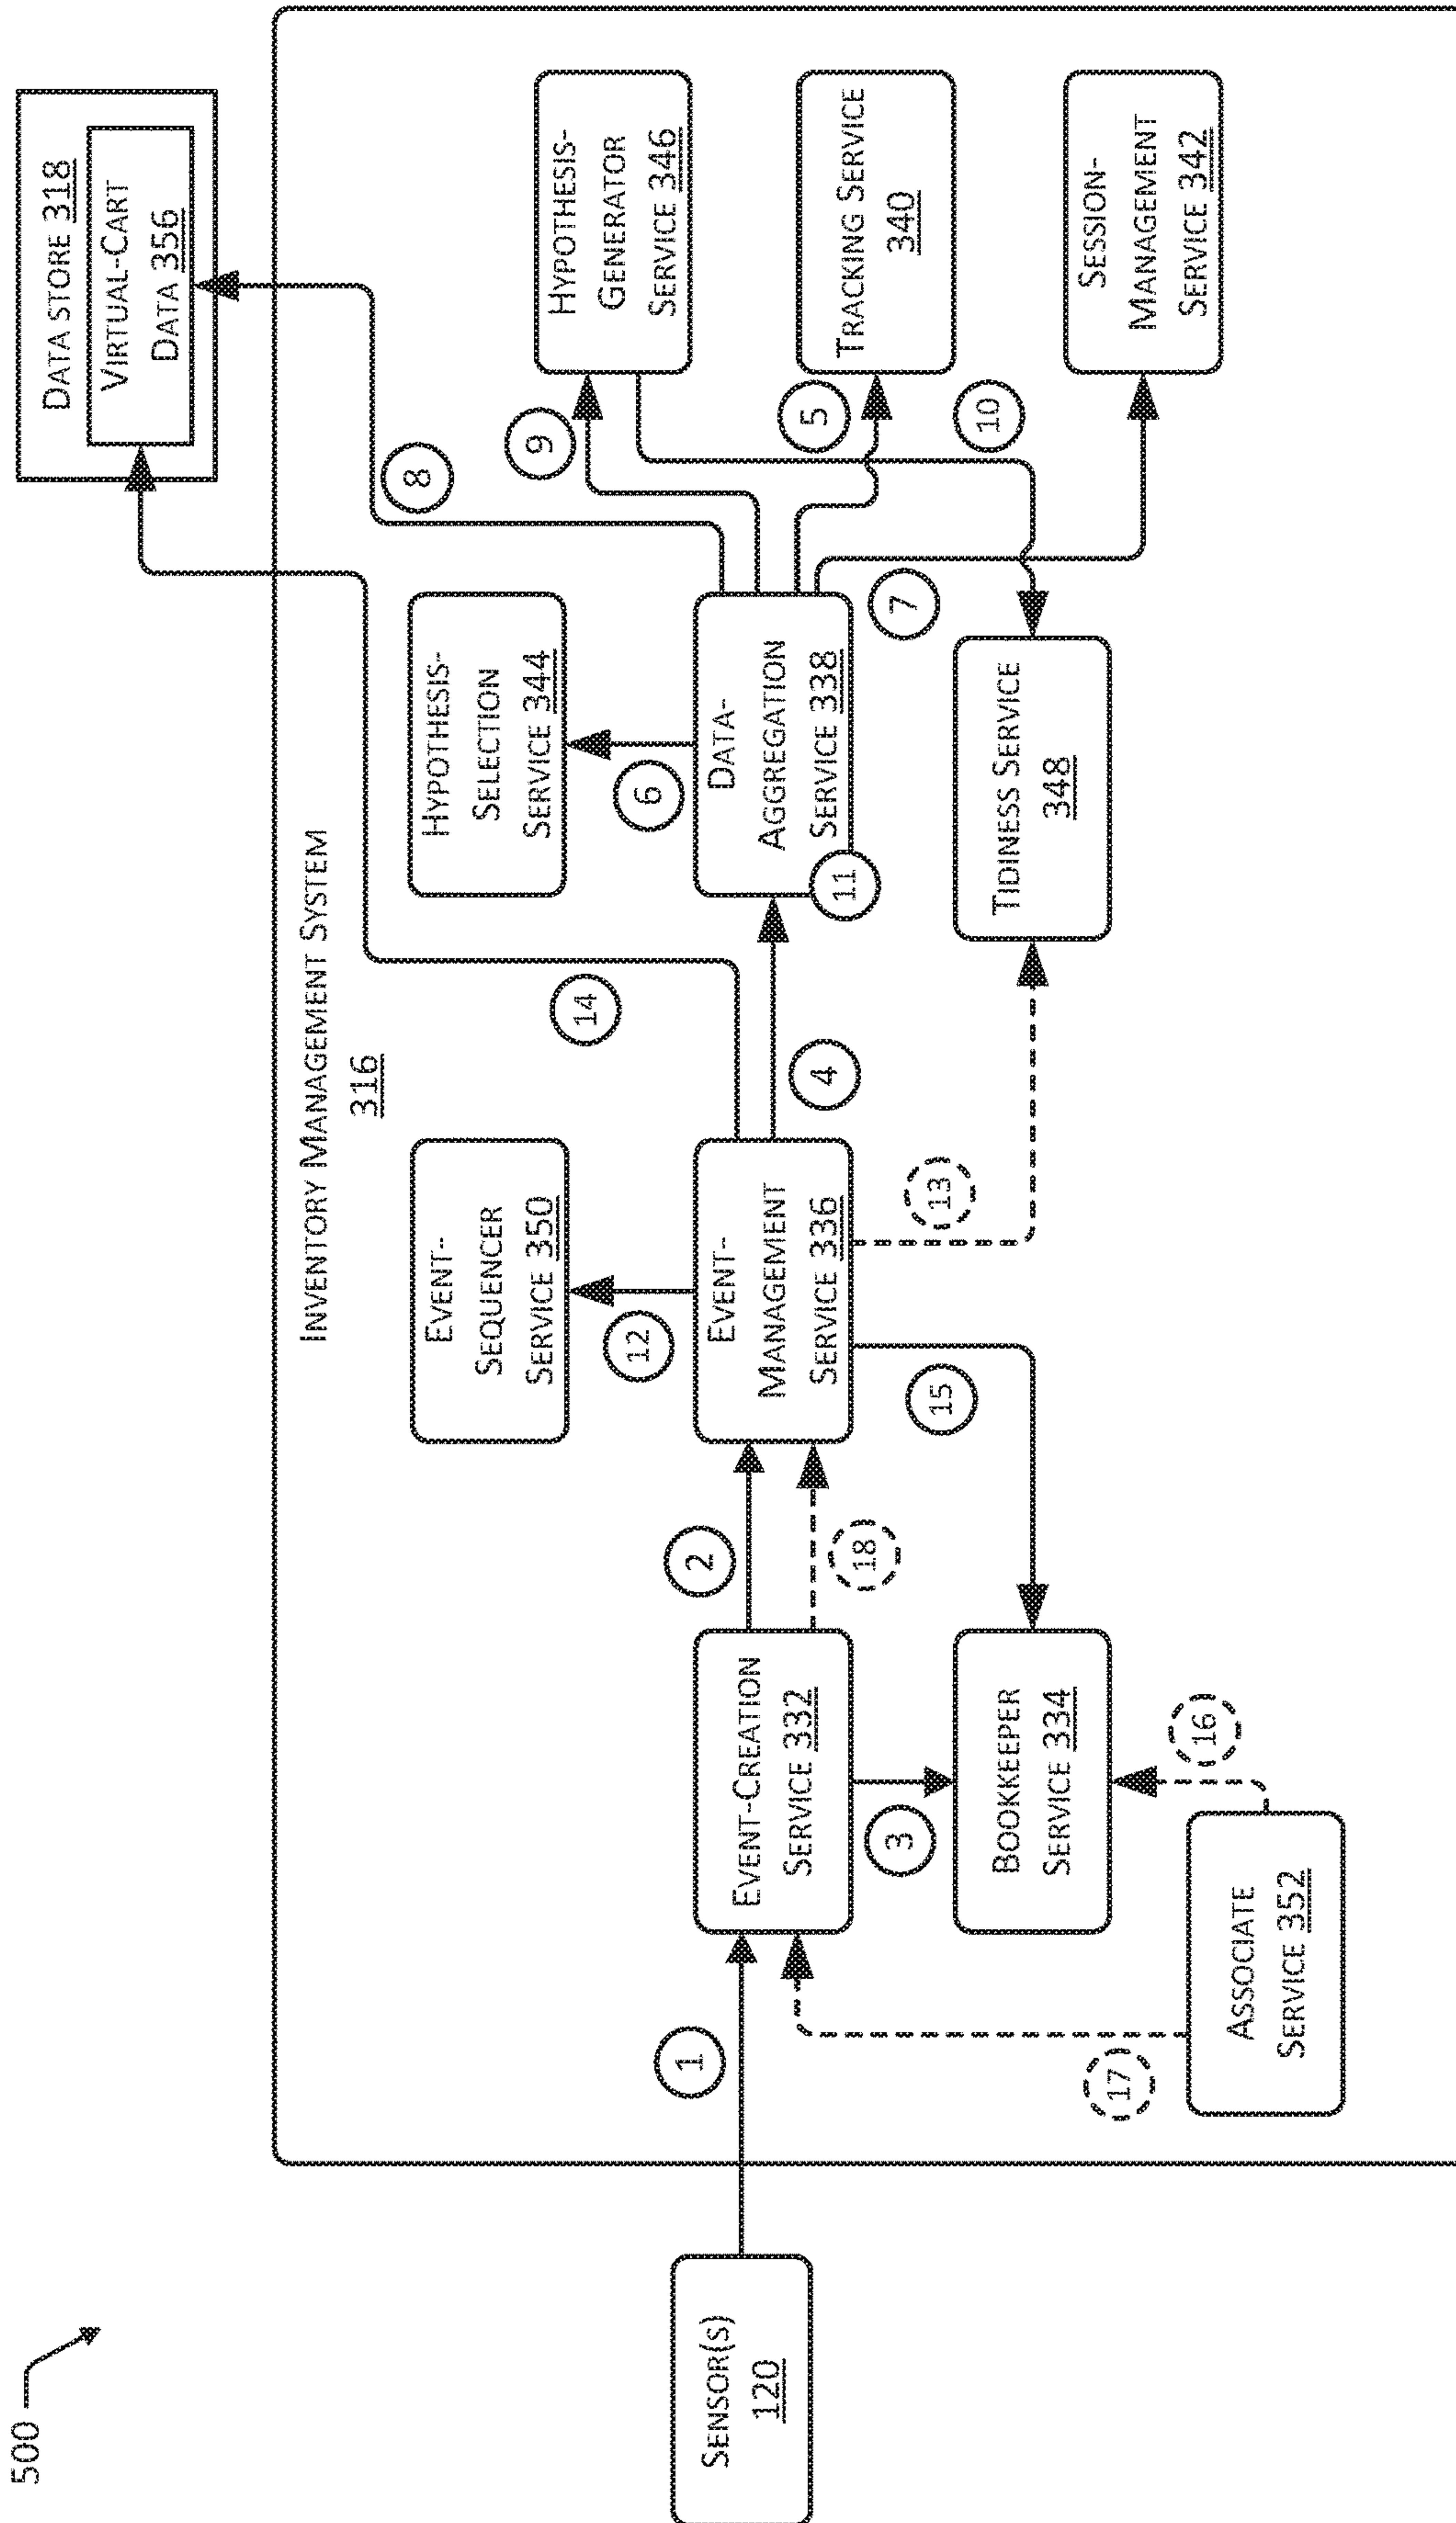 500
INVENTORY MANAGEMENT SYSTEM
316
DATA STORE 318
VIRTUAL-CART
DATA 356
SENSOR(S)
120
1
EVENT-CREATION
SERVICE 332
2
18
3
BOOKKEEPER
SERVICE 334
17
16
ASSOCIATE
SERVICE 352
EVENT--
SEQUENCER
SERVICE 350
12
EVENT-
MANAGEMENT
SERVICE 336
15
13
14
4
HYPOTHESIS-
SELECTION
SERVICE 344
6
DATA-
AGGREGATION
SERVICE 338
11
TIDINESS SERVICE
348
8
9
5
10
7
HYPOTHESIS-
GENERATOR
SERVICE 346
TRACKING SERVICE
340
SESSION-
MANAGEMENT
SERVICE 342